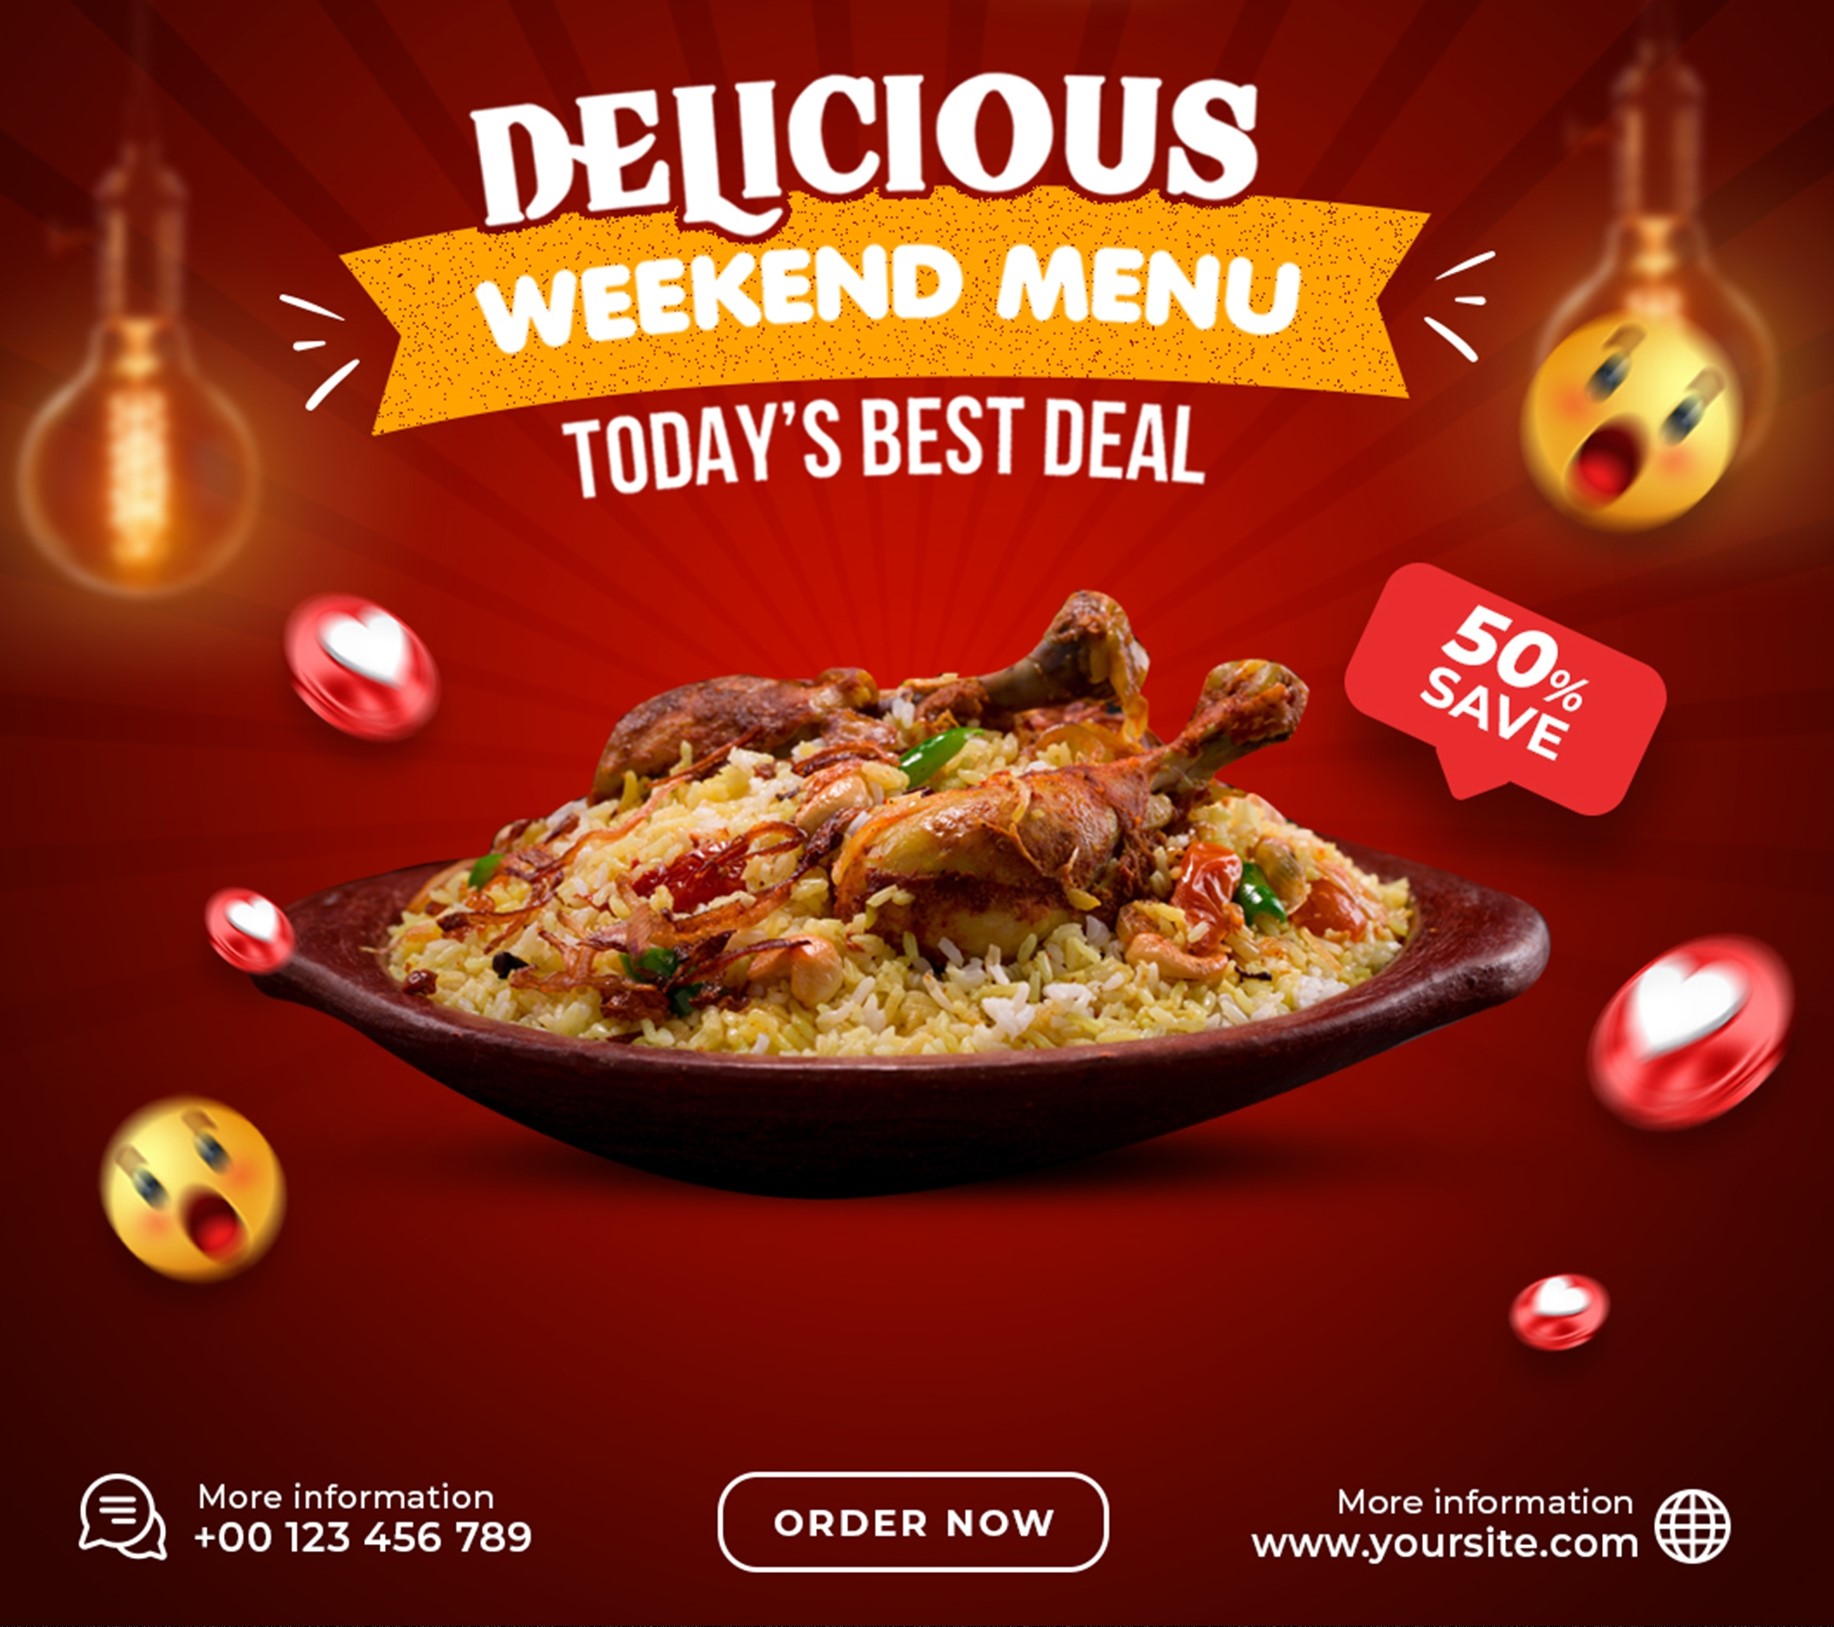 DELICIOUS
WEEKEND MENU
TODAY'S BEST DEAL
50%
SAVE
More information
+00 123 456 789
ORDER NOW
More information
www.yoursite.com